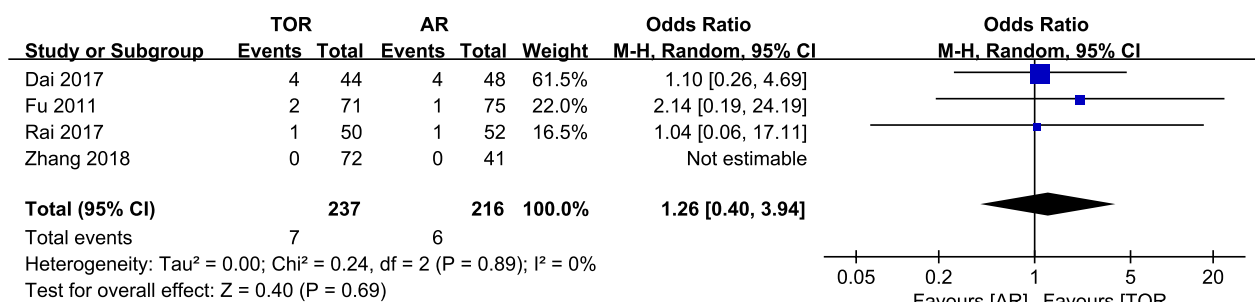 TOR AR Odds Ratio Odds Ratio
Study or Subgroup Events Total Events Total Weight M-H, Random, 95% CI M-H, Random, 95% CI
Dai 2017 4 44 4 48 61.5% 1.10 [0.26, 4.69]
Fu 2011 2 71 1 75 22.0% 2.14 [0.19, 24.19]
Rai 2017 1 50 1 52 16.5% 1.04 [0.06, 17.11]
Zhang 2018 0 72 0 41 Not estimable
Total (95% CI) 237 216 100.0% 1.26 [0.40, 3.94]
Total events 7 6
Heterogeneity: Tau² = 0.00; Chi² = 0.24, df = 2 (P = 0.89); I² = 0%
Test for overall effect: Z = 0.40 (P = 0.69)
0.05 0.2 1 5 20
Favours [AR] Favours [TOR